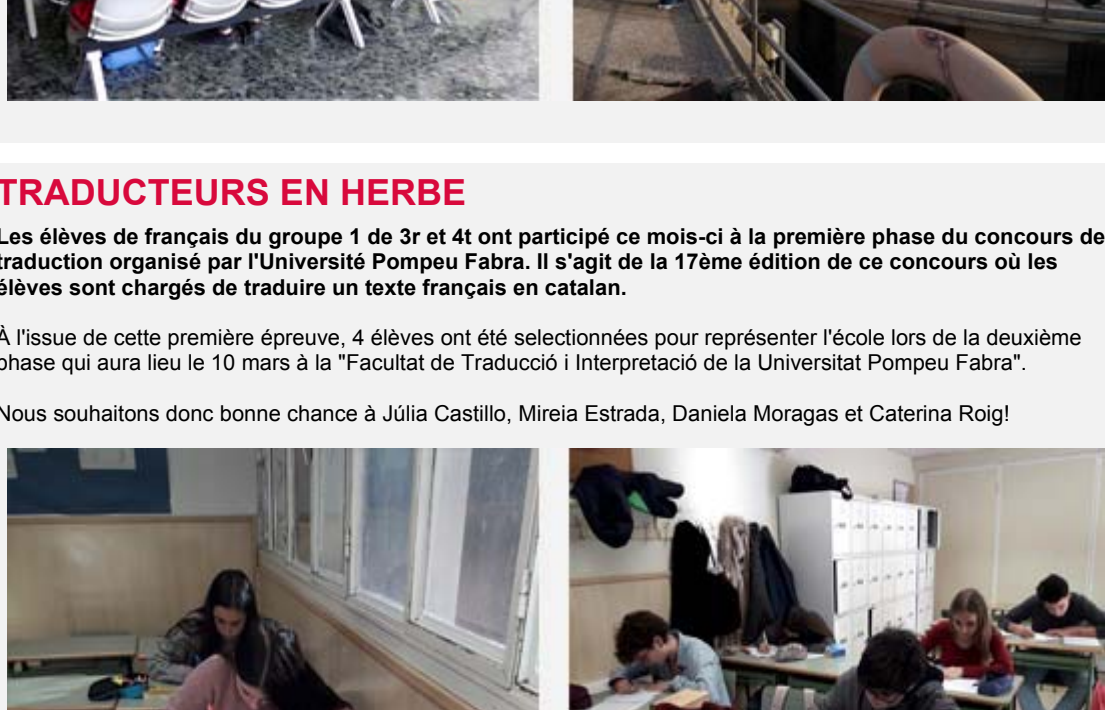 TRADUCTEURS EN HERBE
Les élèves de français du groupe 1 de 3r et 4t ont participé ce mois-ci à la première phase du concours de
traduction organisé par l'Université Pompeu Fabra. Il s'agit de la 17ème édition de ce concours où les
élèves sont chargés de traduire un texte français en catalan.
À l'issue de cette première épreuve, 4 élèves ont été selectionnées pour représenter l'école lors de la deuxième
phase qui aura lieu le 10 mars à la "Facultat de Traducció i Interpretació de la Universitat Pompeu Fabra".
Nous souhaitons donc bonne chance à Júlia Castillo, Mireia Estrada, Daniela Moragas et Caterina Roig!